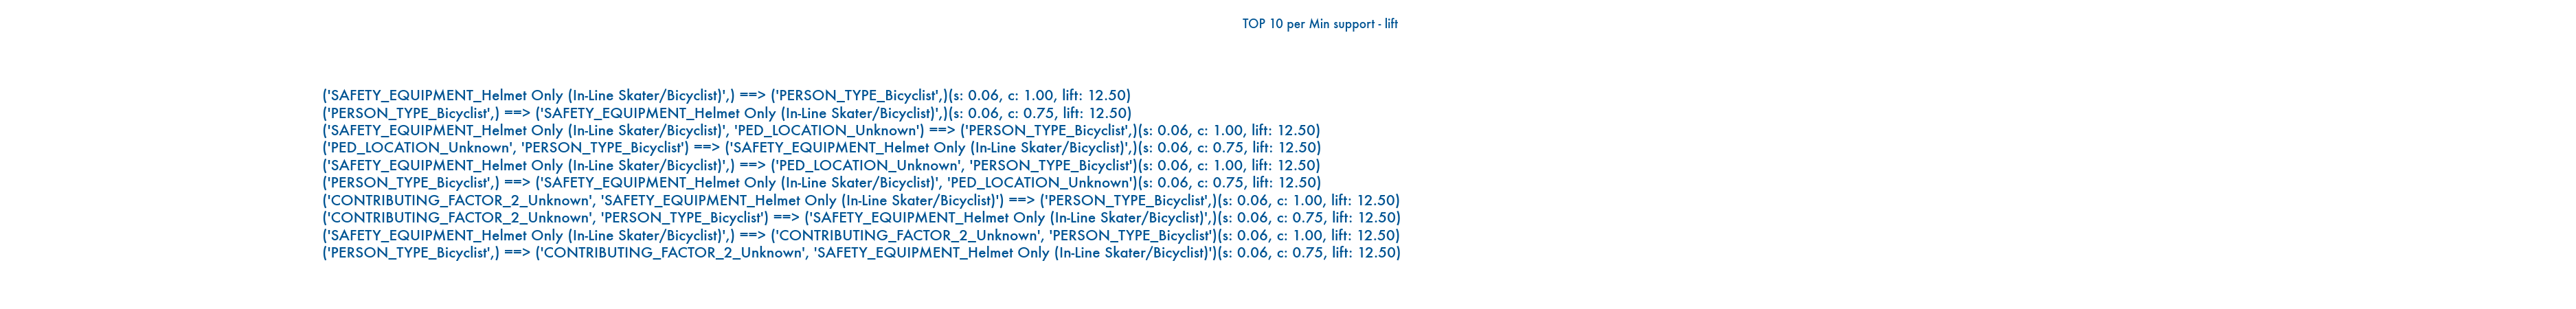 TOP 10 per Min support - lift
('SAFETY_EQUIPMENT_Helmet Only (In-Line Skater/Bicyclist)',) ==> ('PERSON_TYPE_Bicyclist',)(s: 0.06, c: 1.00, lift: 12.50)
('PERSON_TYPE_Bicyclist',) ==> ('SAFETY_EQUIPMENT_Helmet Only (In-Line Skater/Bicyclist)',)(s: 0.06, c: 0.75, lift: 12.50)
('SAFETY_EQUIPMENT_Helmet Only (In-Line Skater/Bicyclist)', 'PED_LOCATION_Unknown') ==> ('PERSON_TYPE_Bicyclist',)(s: 0.06, c: 1.00, lift: 12.50)
('PED_LOCATION_Unknown', 'PERSON_TYPE_Bicyclist') ==> ('SAFETY_EQUIPMENT_Helmet Only (In-Line Skater/Bicyclist)',)(s: 0.06, c: 0.75, lift: 12.50)
('SAFETY_EQUIPMENT_Helmet Only (In-Line Skater/Bicyclist)',) ==> ('PED_LOCATION_Unknown', 'PERSON_TYPE_Bicyclist')(s: 0.06, c: 1.00, lift: 12.50)
('PERSON_TYPE_Bicyclist',) ==> ('SAFETY_EQUIPMENT_Helmet Only (In-Line Skater/Bicyclist)', 'PED_LOCATION_Unknown')(s: 0.06, c: 0.75, lift: 12.50)
('CONTRIBUTING_FACTOR_2_Unknown', 'SAFETY_EQUIPMENT_Helmet Only (In-Line Skater/Bicyclist)') ==> ('PERSON_TYPE_Bicyclist',)(s: 0.06, c: 1.00, lift: 12.50)
('CONTRIBUTING_FACTOR_2_Unknown', 'PERSON_TYPE_Bicyclist') ==> ('SAFETY_EQUIPMENT_Helmet Only (In-Line Skater/Bicyclist)',)(s: 0.06, c: 0.75, lift: 12.50)
('SAFETY_EQUIPMENT_Helmet Only (In-Line Skater/Bicyclist)',) ==> ('CONTRIBUTING_FACTOR_2_Unknown', 'PERSON_TYPE_Bicyclist')(s: 0.06, c: 1.00, lift: 12.50)
('PERSON_TYPE_Bicyclist',) ==> ('CONTRIBUTING_FACTOR_2_Unknown', 'SAFETY_EQUIPMENT_Helmet Only (In-Line Skater/Bicyclist)')(s: 0.06, c: 0.75, lift: 12.50)